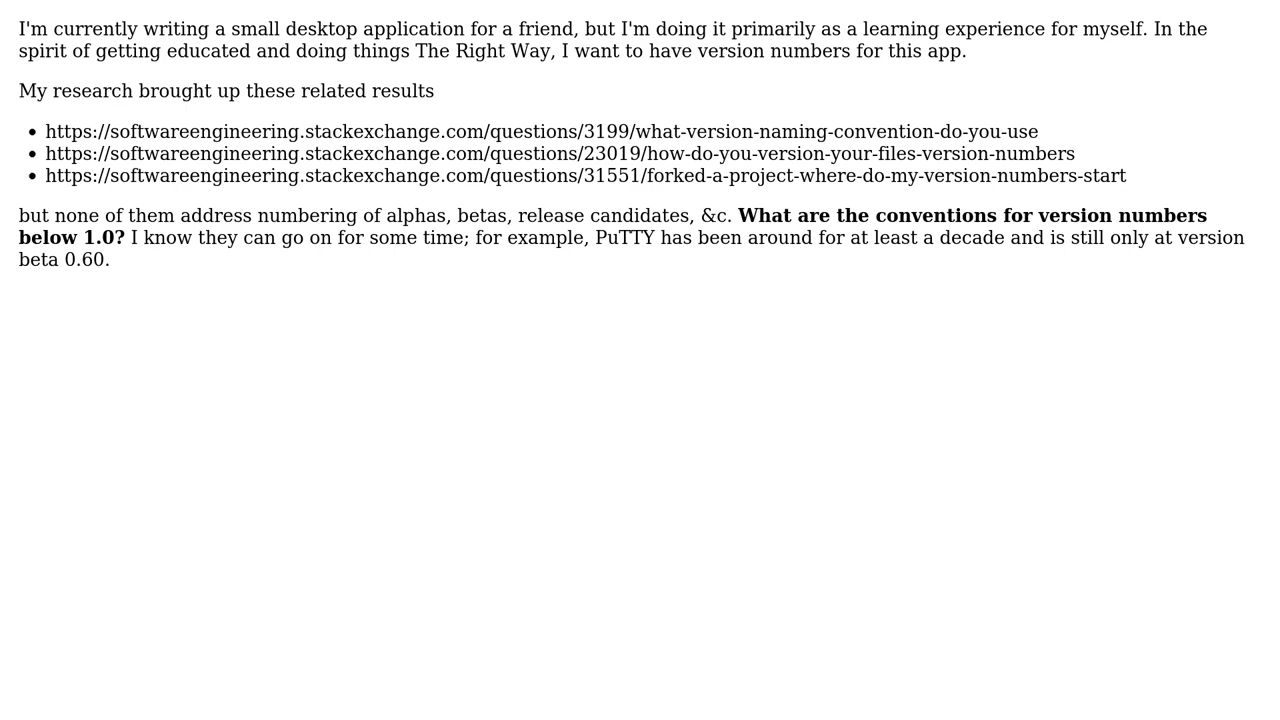 I'm currently writing a small desktop application for a friend, but I'm doing it primarily as a learning experience for myself. In the
spirit of getting educated and doing things The Right Way, I want to have version numbers for this app.
My research brought up these related results
• https://softwareengineering.stackexchange.com/questions/3199/what-version-naming-convention-do-you-use
• https://softwareengineering.stackexchange.com/questions/23019/how-do-you-version-your-files-version-numbers
• https://softwareengineering.stackexchange.com/questions/31551/forked-a-project-where-do-my-version-numbers-start
but none of them address numbering of alphas, betas, release candidates, &c. What are the conventions for version numbers
below 1.0? I know they can go on for some time; for example, PuTTY has been around for at least a decade and is still only at version
beta 0.60.